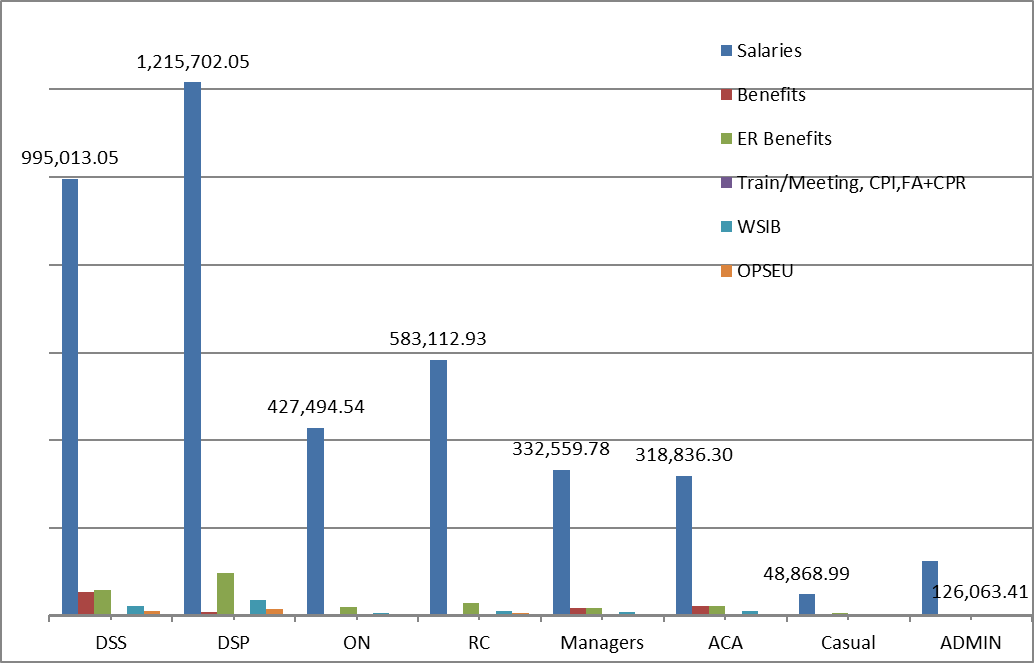 1,215,702.05
Salaries
Benefits
ER Benefits
Train/Meeting, CPI,FA+CPR
WSIB
OPSEU
995,013.05
583,112.93
427,494.54
332,559.78
318,836.30
48,868.99
126,063.41
DSS DSP ON RC Managers ACA Casual ADMIN